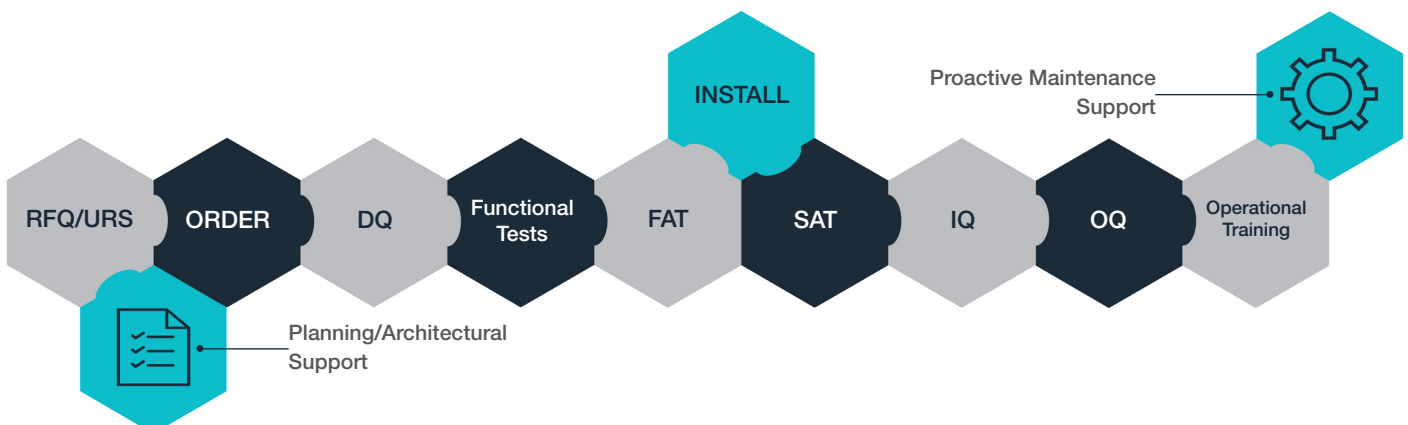 INSTALL
Proactive Maintenance
Support
RFQ/URS
ORDER
DQ
Functional
Tests
FAT
SAT
IQ
OQ
Operational
Training
Planning/Architectural
Support